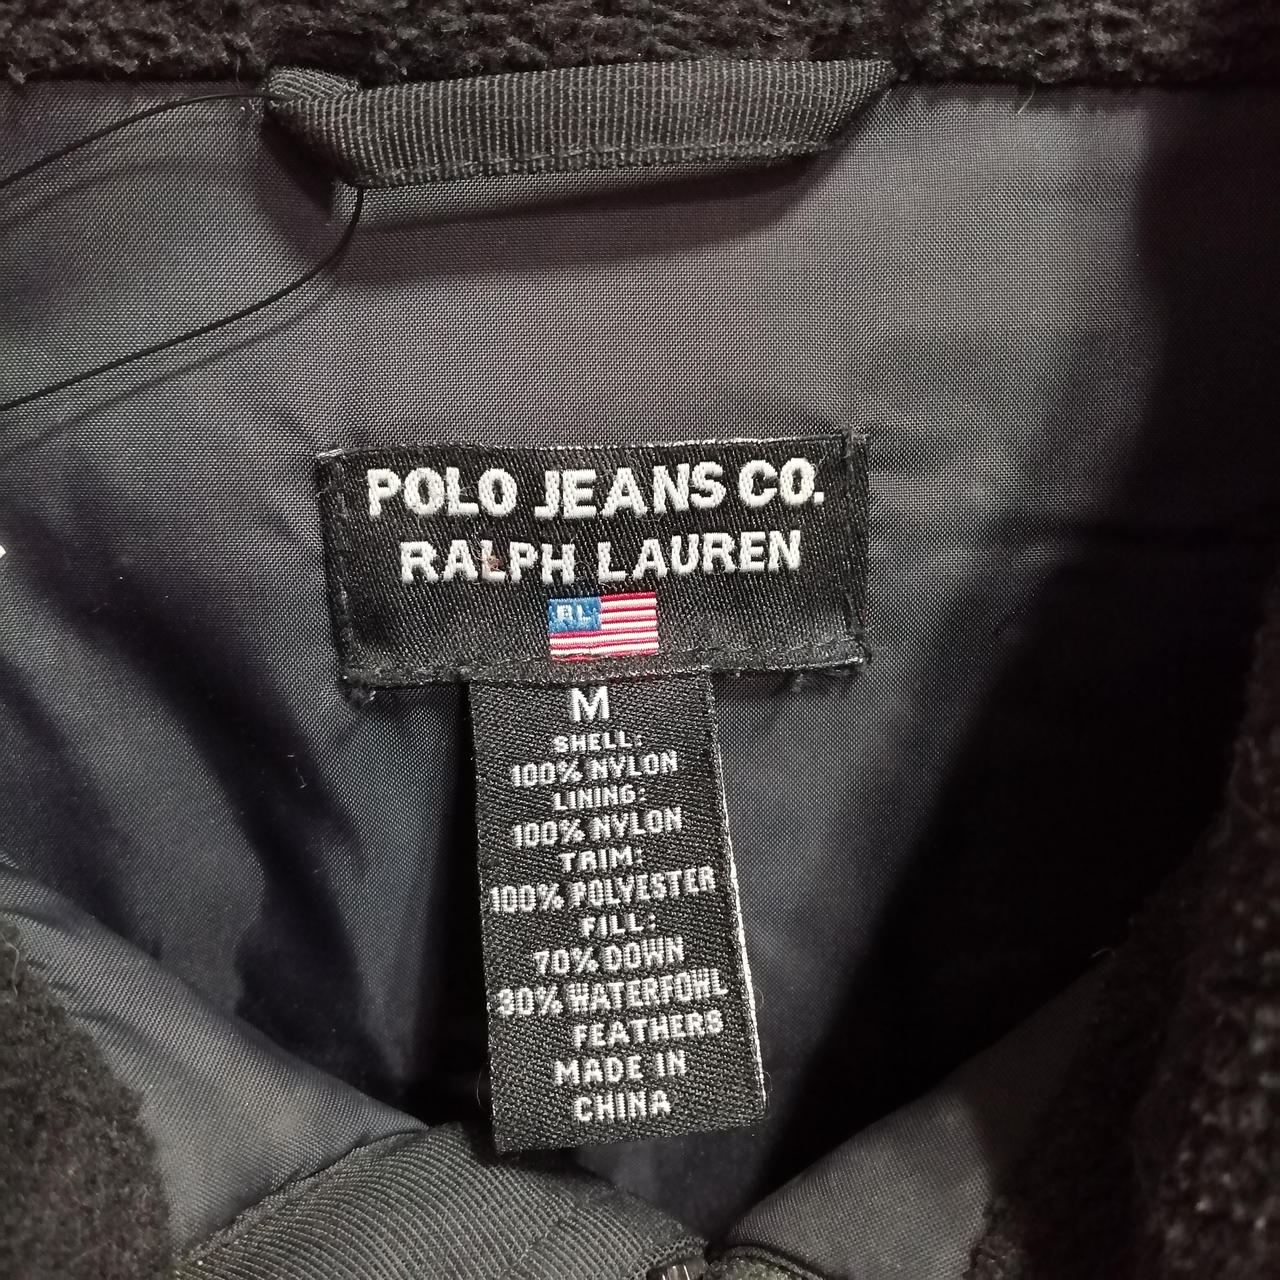 POLO JEANS CO.
RALPH LAUREN
RL
M
SHELL:
100% NYLON
LINING:
100% NYLON
TRIM:
100% POLYESTER
FILL:
70% DOWN
30% WATERFOWL
FEATHERS
MADE IN
CHINA